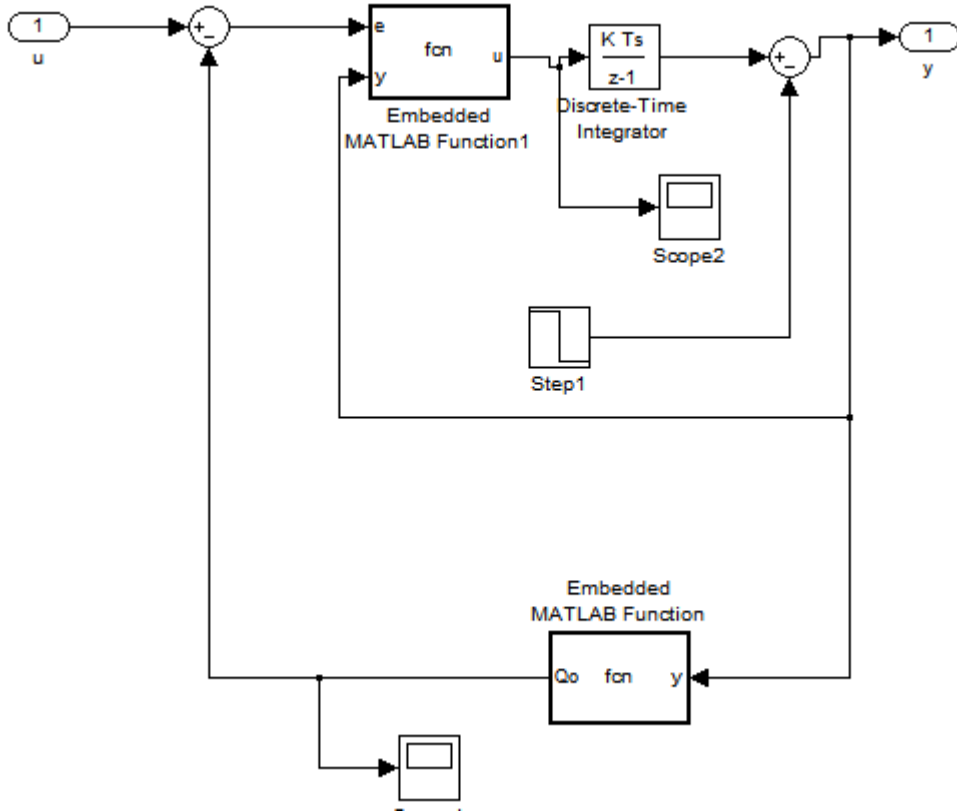 1
u
+
−
e
fcn
u
y
Embedded
MATLAB Function1
K Ts
z-1
Discrete-Time
Integrator
+
−
1
y
Scope2
Step1
Embedded
MATLAB Function
Qo fcn y